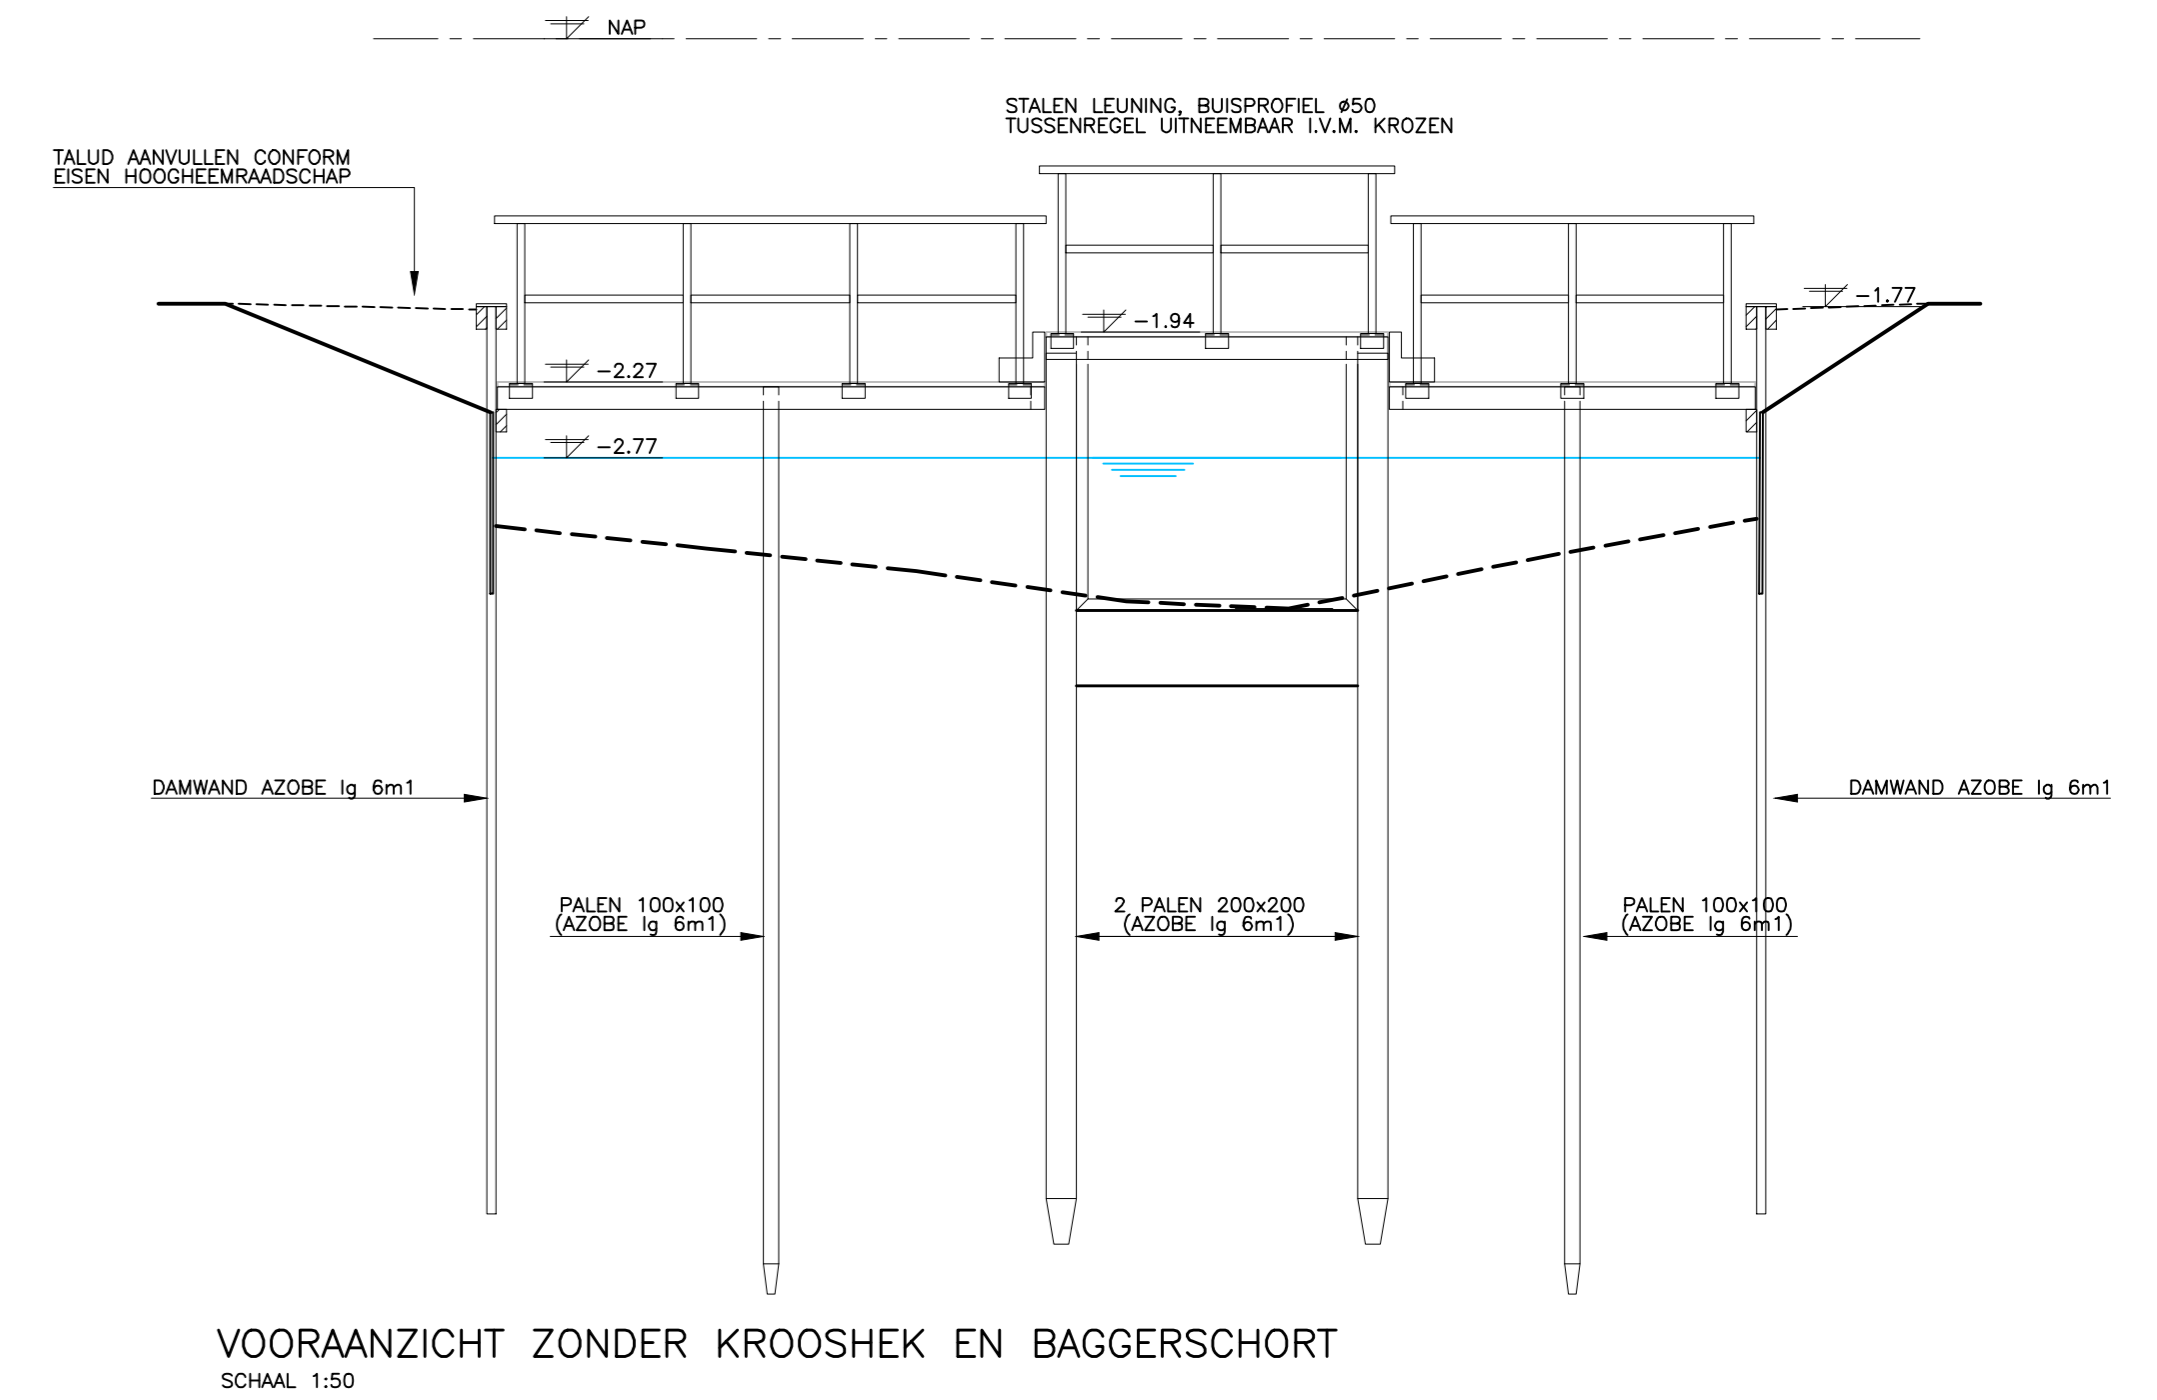 NAP
STALEN LEUNING, BUISPROFIEL ø50
TUSSENREGEL UITNEEMBAAR I.V.M. KROZEN
TALUD AANVULLEN CONFORM
EISEN HOOGHEEMRAADSCHAP
-1.77
-1.94
-2.27
-2.77
DAMWAND AZOBE lg 6m1
DAMWAND AZOBE lg 6m1
PALEN 100x100
(AZOBE lg 6m1)
2 PALEN 200x200
(AZOBE lg 6m1)
PALEN 100x100
(AZOBE lg 6m1)
VOORAANZICHT ZONDER KROOSHEK EN BAGGERSCHORT
SCHAAL 1:50